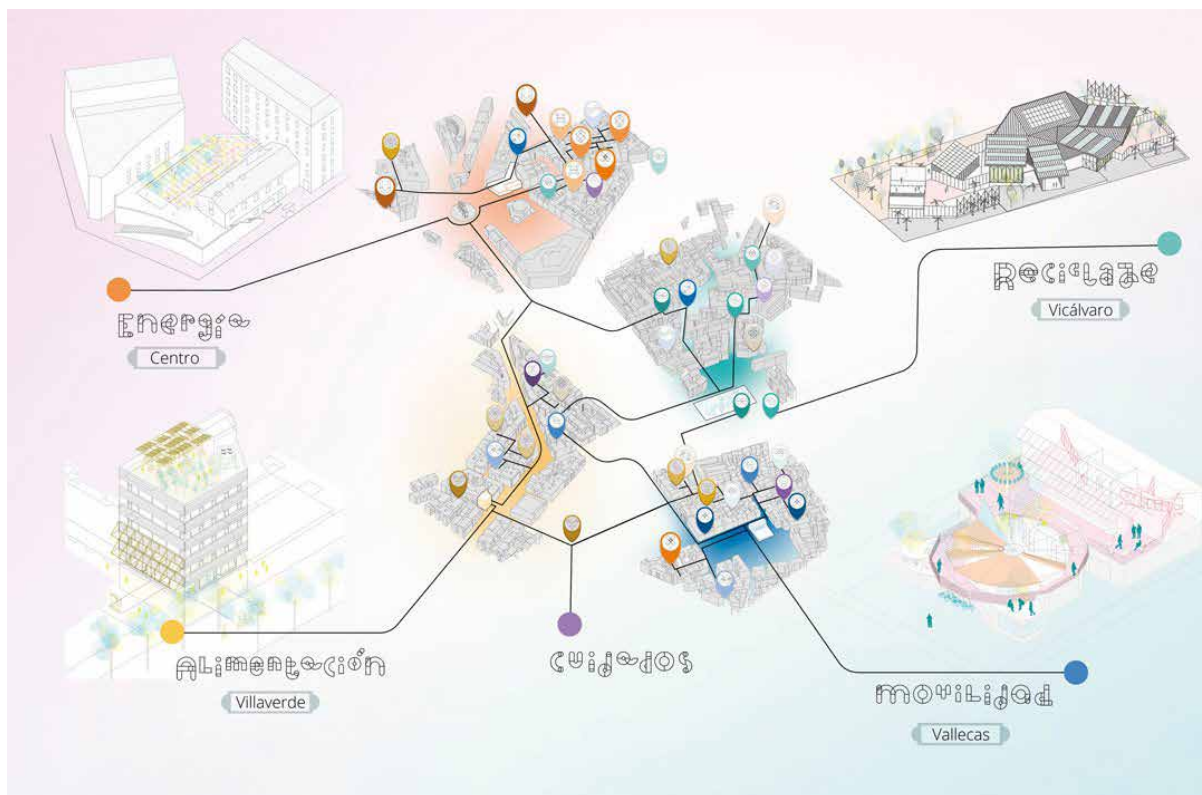 Energía
Centro
Reciclaje
Vicálvaro
Alimentación
Villaverde
Cuidados
Movilidad
Vallecas